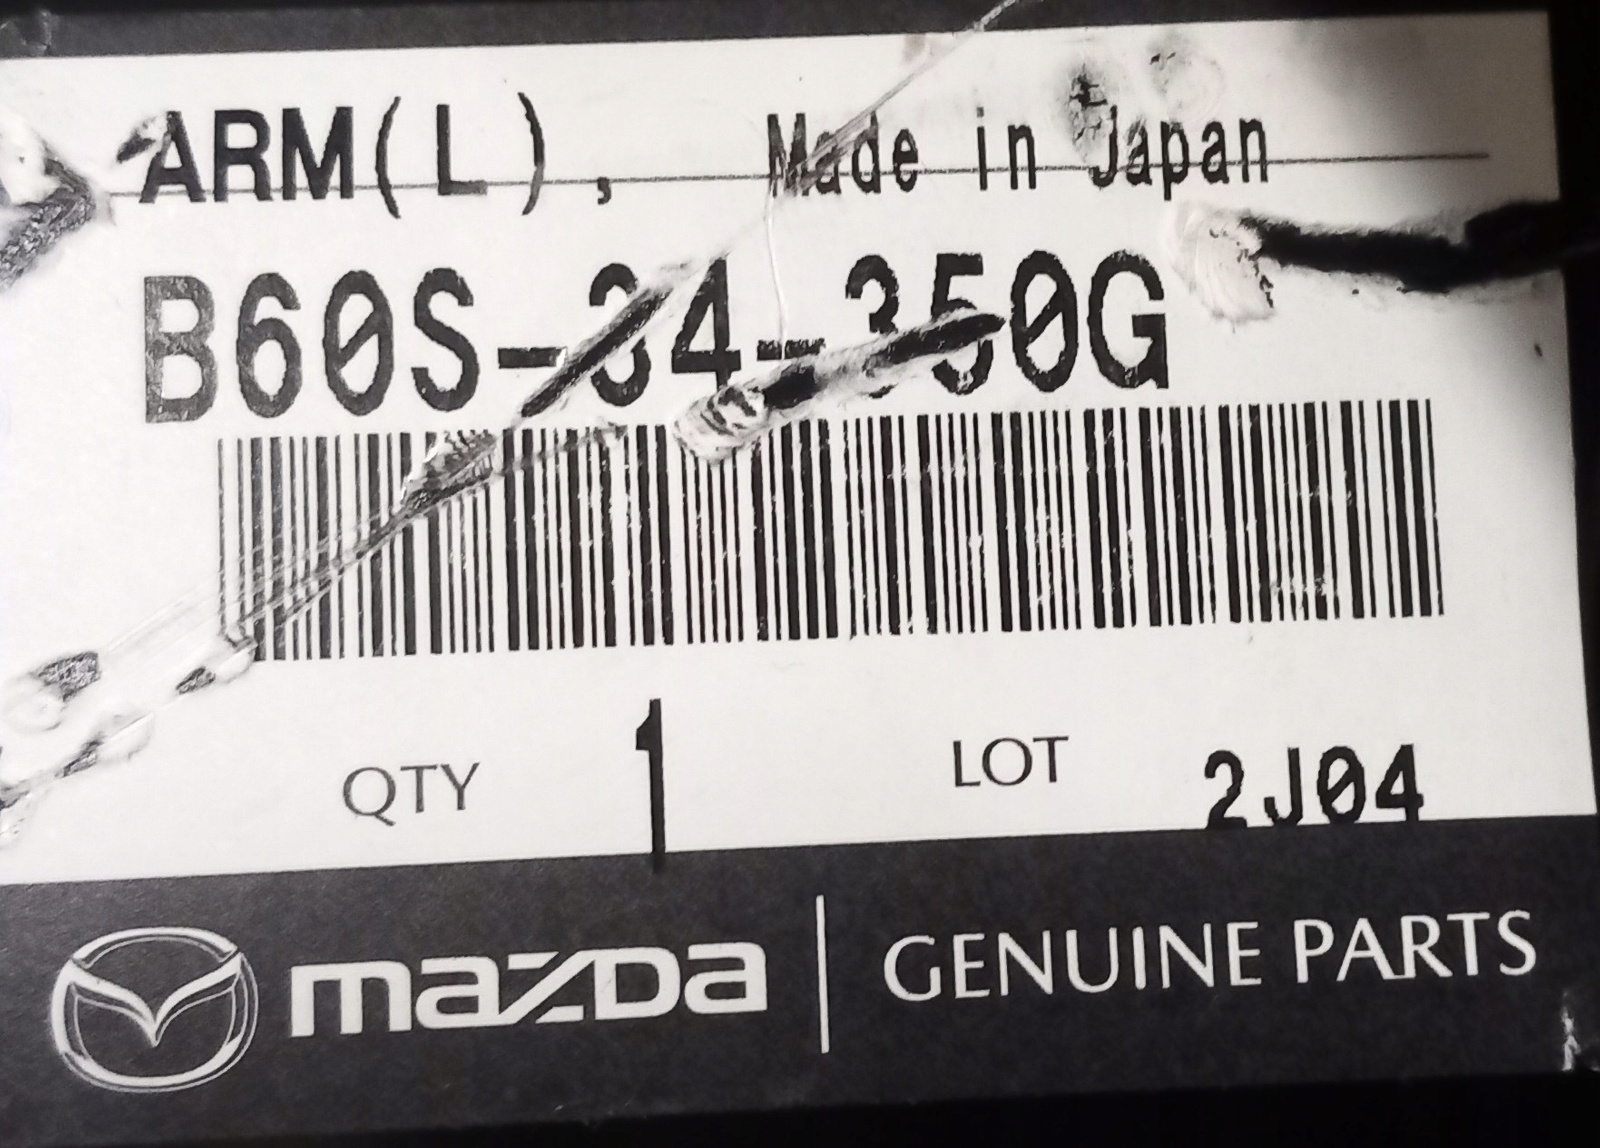 ARM(L), Made in Japan
B60S-34-350G
QTY 1 LOT 2J04
mazda GENUINE PARTS